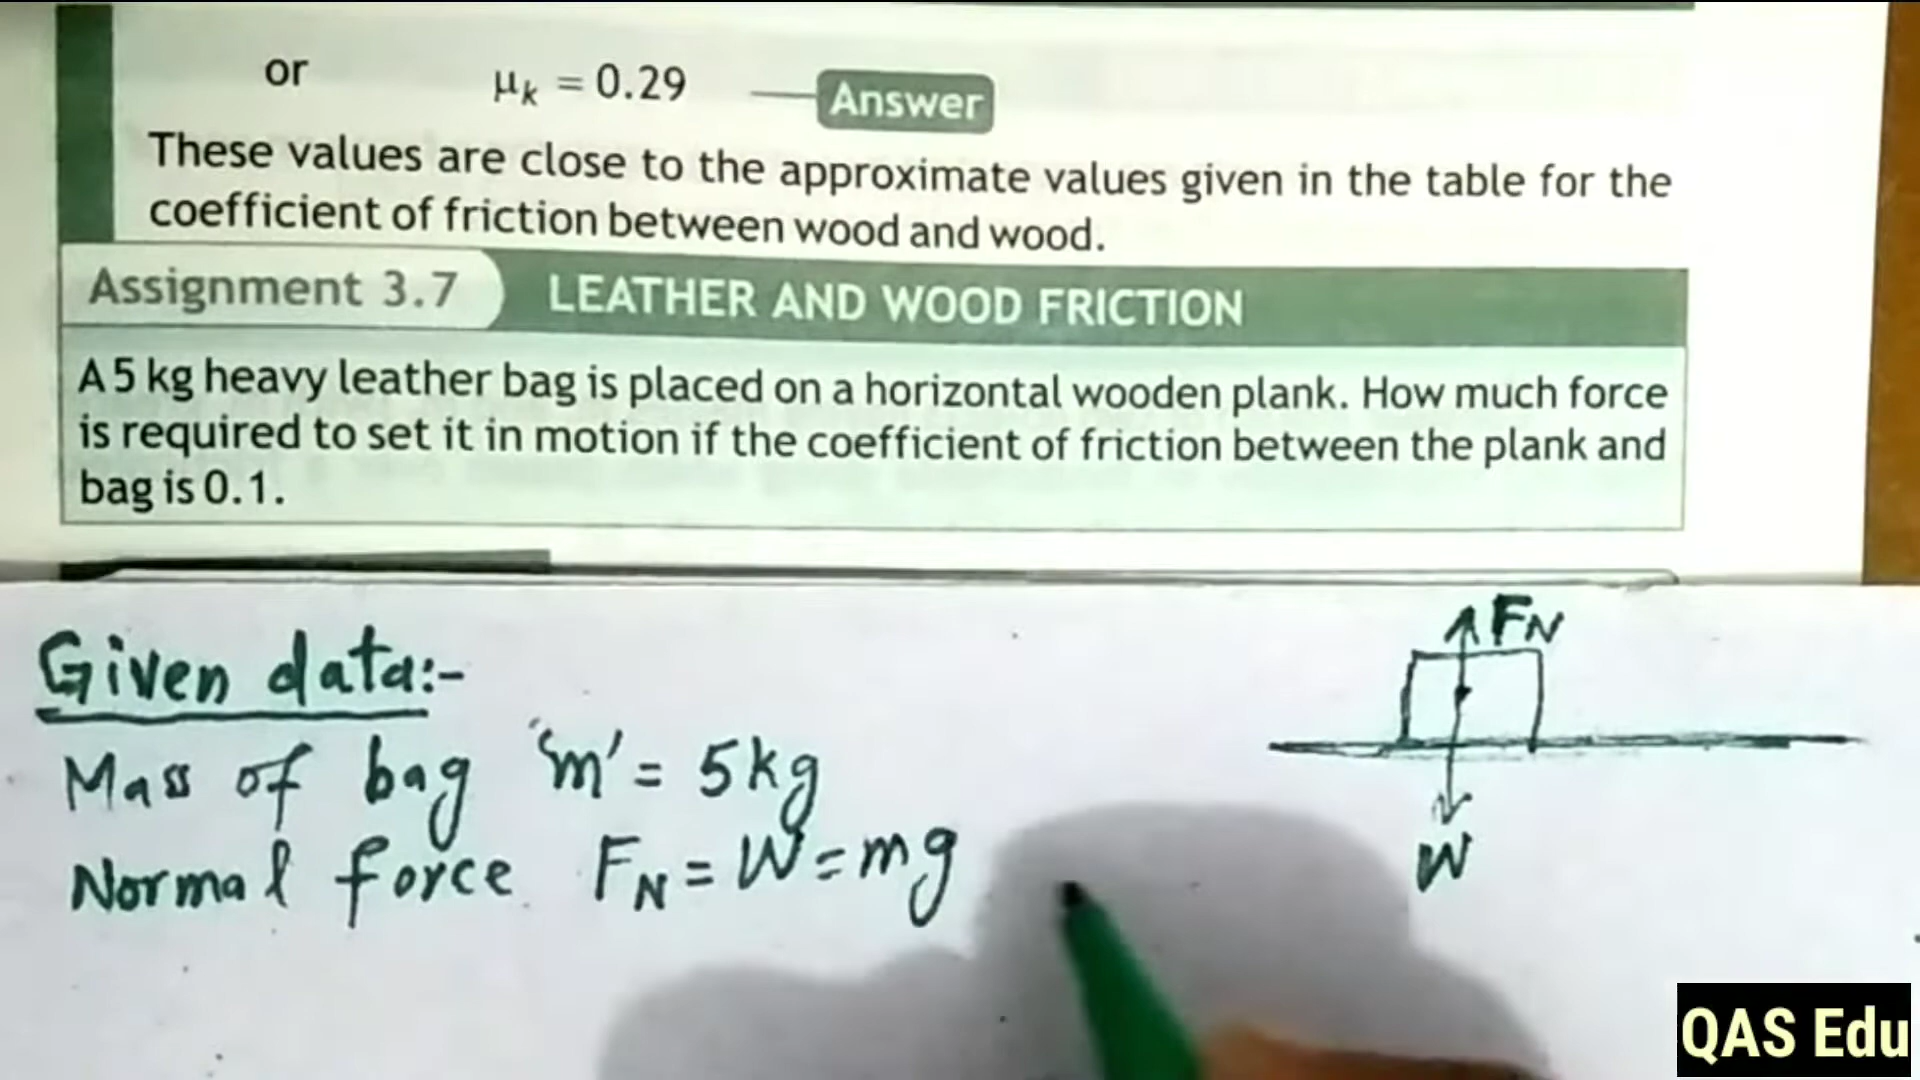 or μk = 0.29 Answer
These values are close to the approximate values given in the table for the
coefficient of friction between wood and wood.
Assignment 3.7 LEATHER AND WOOD FRICTION
A 5 kg heavy leather bag is placed on a horizontal wooden plank. How much force
is required to set it in motion if the coefficient of friction between the plank and
bag is 0.1.
Given data:-
Mass of bag 'm' = 5kg
Normal force FN = W = mg
FN
W
QAS Edu